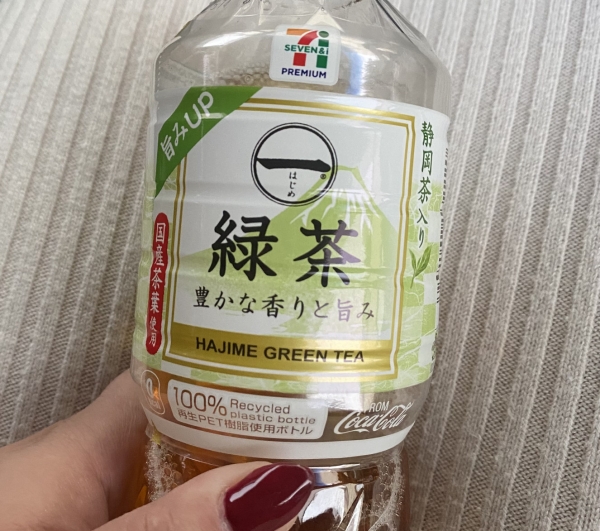 SEVEN&i
PREMIUM
旨みUP
一
はじめ
緑茶
豊かな香りと旨み
HAJIME GREEN TEA
国産茶葉使用
静岡茶入り
100% Recycled
plastic bottle
再生PET樹脂使用ボトル
FROM
Coca-Cola